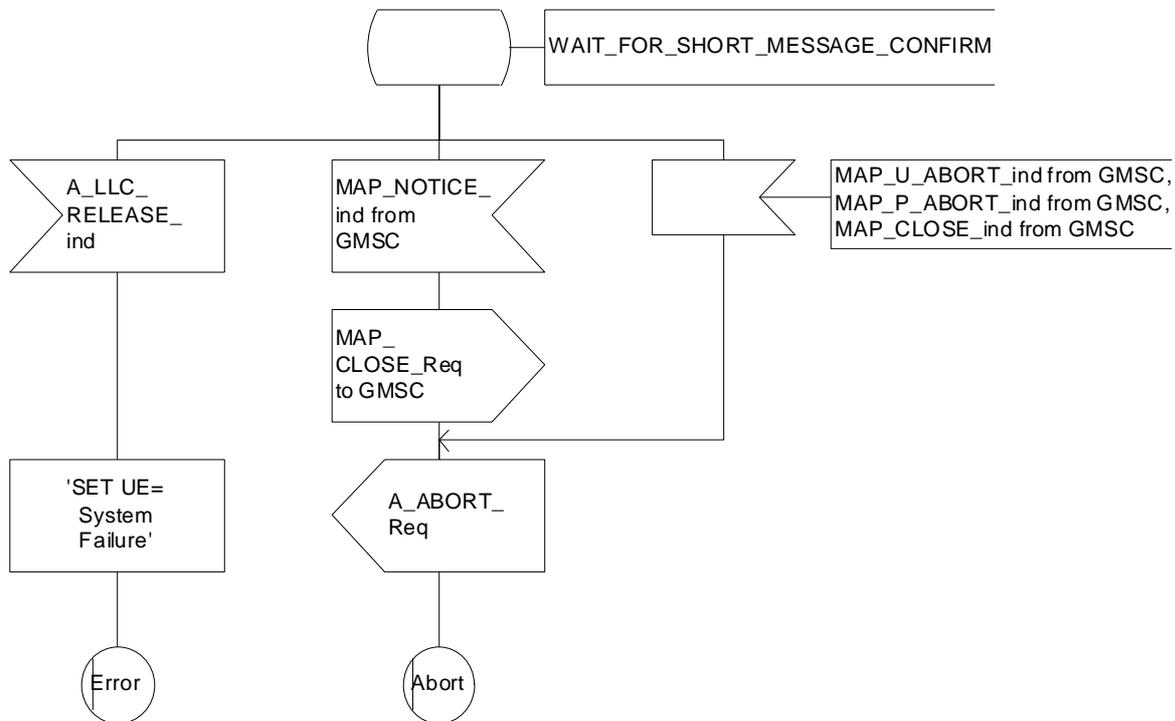 WAIT_FOR_SHORT_MESSAGE_CONFIRM
A_LLC_
RELEASE_
ind
MAP_NOTICE_
ind from
GMSC
MAP_U_ABORT_ind from GMSC,
MAP_P_ABORT_ind from GMSC,
MAP_CLOSE_ind from GMSC
MAP_
CLOSE_Req
to GMSC
'SET UE=
System
Failure'
A_ABORT_
Req
Error
Abort